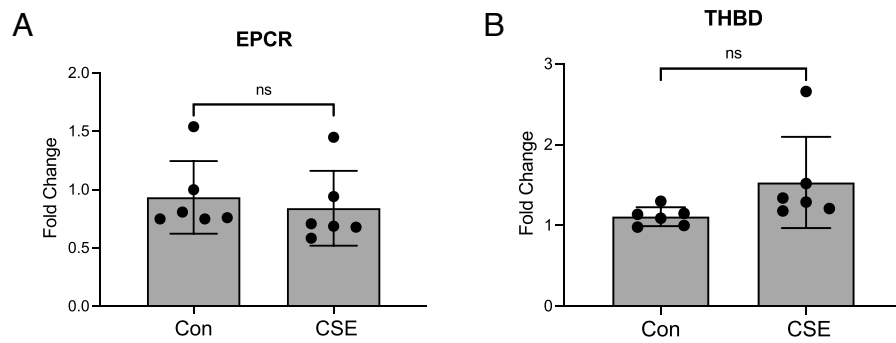 A
EPCR
2.0
ns
1.5
Fold Change
1.0
0.5
0.0
Con CSE
B
THBD
3
ns
2
Fold Change
1
0
Con CSE